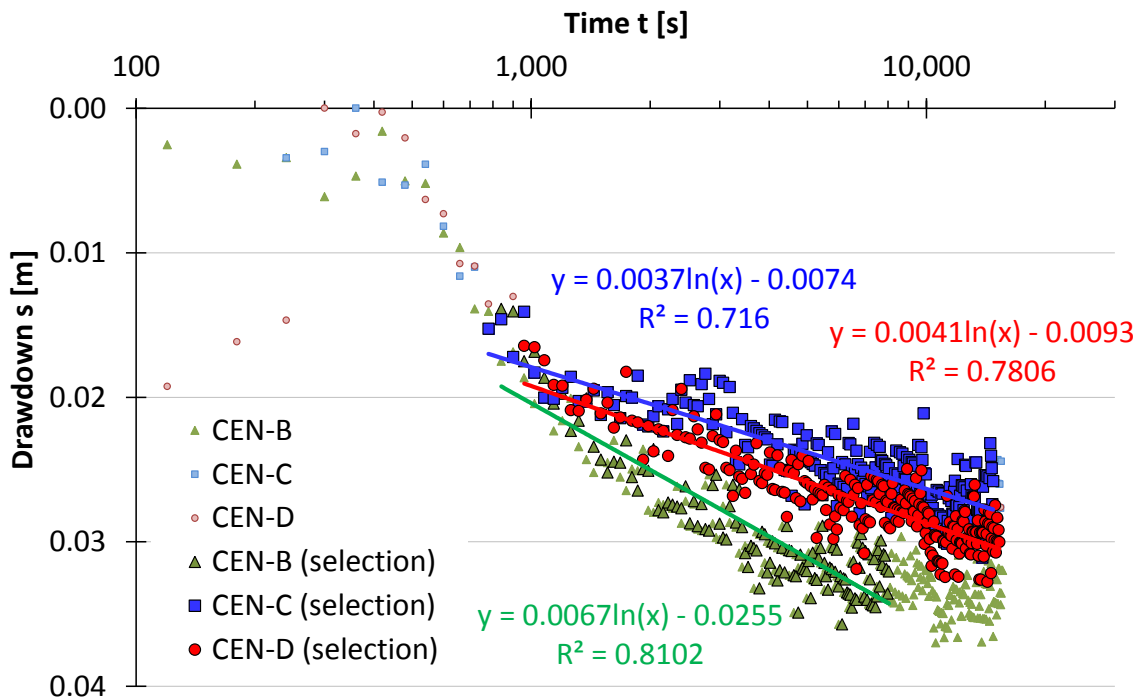 Time t [s]
100 1,000 10,000
0.00
0.01
0.02
0.03
0.04
Drawdown s [m]
y = 0.0037ln(x) - 0.0074
R² = 0.716
y = 0.0041ln(x) - 0.0093
R² = 0.7806
CEN-B
CEN-C
CEN-D
CEN-B (selection)
CEN-C (selection)
CEN-D (selection)
y = 0.0067ln(x) - 0.0255
R² = 0.8102